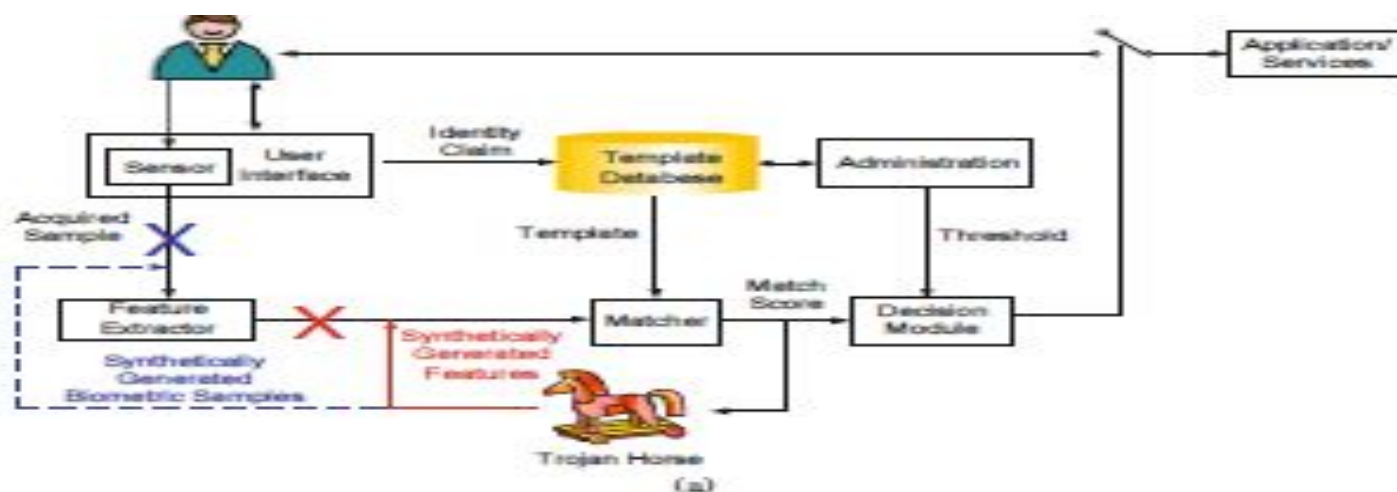 Application/
Services
Identity
Claim
Sensor
User
Interface
Template
Database
Administration
Acquired
Sample
Template
Threshold
Match
Score
Feature
Extractor
Matcher
Decision
Module
Synthetically
Generated
Features
Synthetically
Generated
Biometric Samples
Trojan Horse
(a)